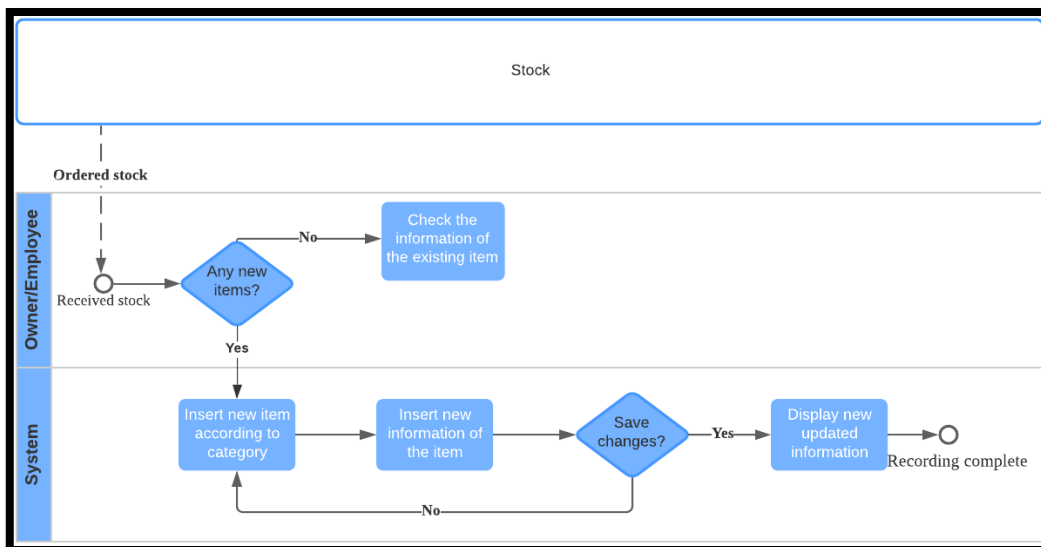 Stock
Ordered stock
Owner/Employee
Check the
information of
the existing item
No
Any new
items?
Received stock
Yes
System
Insert new item
according to
category
Insert new
information of
the item
Save
changes?
Yes
Display new
updated
information
Recording complete
No